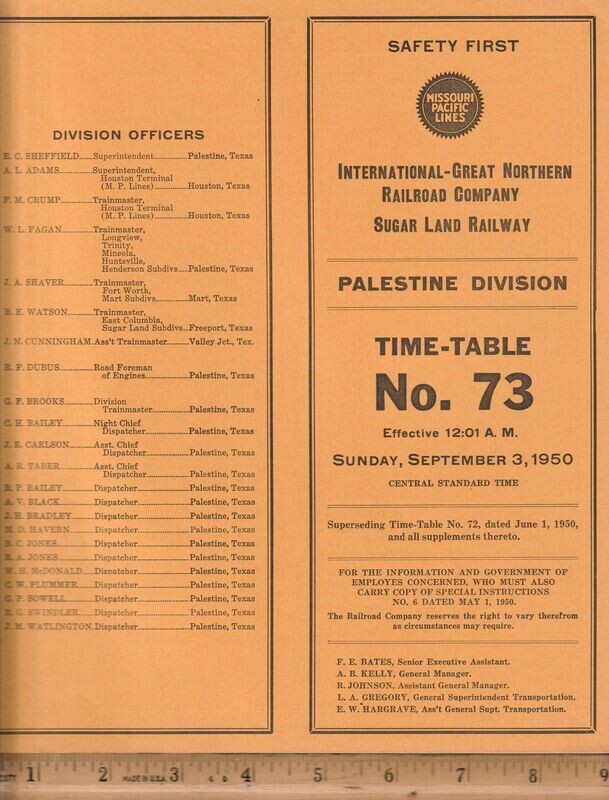 DIVISION OFFICERS
E. C. SHEFFIELD.....Superintendent..............Palestine, Texas
A. L. ADAMS..............Superintendent,
Houston Terminal
(M. P. Lines)..............Houston, Texas
F. M. CRUMP.............Trainmaster,
Houston Terminal
(M. P. Lines)..............Houston, Texas
W. L. FAGAN.............Trainmaster,
Longview,
Trinity,
Mineola,
Huntsville,
Henderson Subdivs....Palestine, Texas
J. A. SHAVER............Trainmaster,
Fort Worth,
Mart Subdivs..............Mart, Texas
B. E. WATSON..........Trainmaster,
East Columbia,
Sugar Land Subdivs...Freeport, Texas
J. N. CUNNINGHAM.Ass't Trainmaster.........Valley Jct., Tex.
R. F. DUBUS..............Road Foreman
of Engines..................Palestine, Texas
G. F. BROOKS............Division
Trainmaster...............Palestine, Texas
C. H. BAILEY.............Night Chief
Dispatcher..................Palestine, Texas
J. E. CARLSON..........Asst. Chief
Dispatcher..................Palestine, Texas
A. R. TABER..............Asst. Chief
Dispatcher..................Palestine, Texas
R. P. BAILEY.............Dispatcher......................Palestine, Texas
A. V. BLACK..............Dispatcher......................Palestine, Texas
J. H. BRADLEY..........Dispatcher......................Palestine, Texas
M. D. HAVERN..........Dispatcher......................Palestine, Texas
B. C. JONES...............Dispatcher......................Palestine, Texas
R. A. JONES...............Dispatcher......................Palestine, Texas
W. H. McDONALD....Dispatcher......................Palestine, Texas
C. W. PLUMMER.......Dispatcher......................Palestine, Texas
G. P. SOWELL............Dispatcher......................Palestine, Texas
R. G. SWINDLER.......Dispatcher......................Palestine, Texas
J. M. WATLINGTON.Dispatcher......................Palestine, Texas
SAFETY FIRST
MISSOURI
PACIFIC
LINES
INTERNATIONAL-GREAT NORTHERN
RAILROAD COMPANY
SUGAR LAND RAILWAY
PALESTINE DIVISION
TIME-TABLE
No. 73
Effective 12:01 A. M.
SUNDAY, SEPTEMBER 3, 1950
CENTRAL STANDARD TIME
Superseding Time-Table No. 72, dated June 1, 1950,
and all supplements thereto.
FOR THE INFORMATION AND GOVERNMENT OF
EMPLOYES CONCERNED, WHO MUST ALSO
CARRY COPY OF SPECIAL INSTRUCTIONS
NO. 6 DATED MAY 1, 1950.
The Railroad Company reserves the right to vary therefrom
as circumstances may require.
F. E. BATES, Senior Executive Assistant.
A. B. KELLY, General Manager.
R. JOHNSON, Assistant General Manager.
L. A. GREGORY, General Superintendent Transportation.
E. W. HARGRAVE, Ass't General Supt. Transportation.
1 2 MADE IN U.S.A. 3 4 5 6 7 8 9